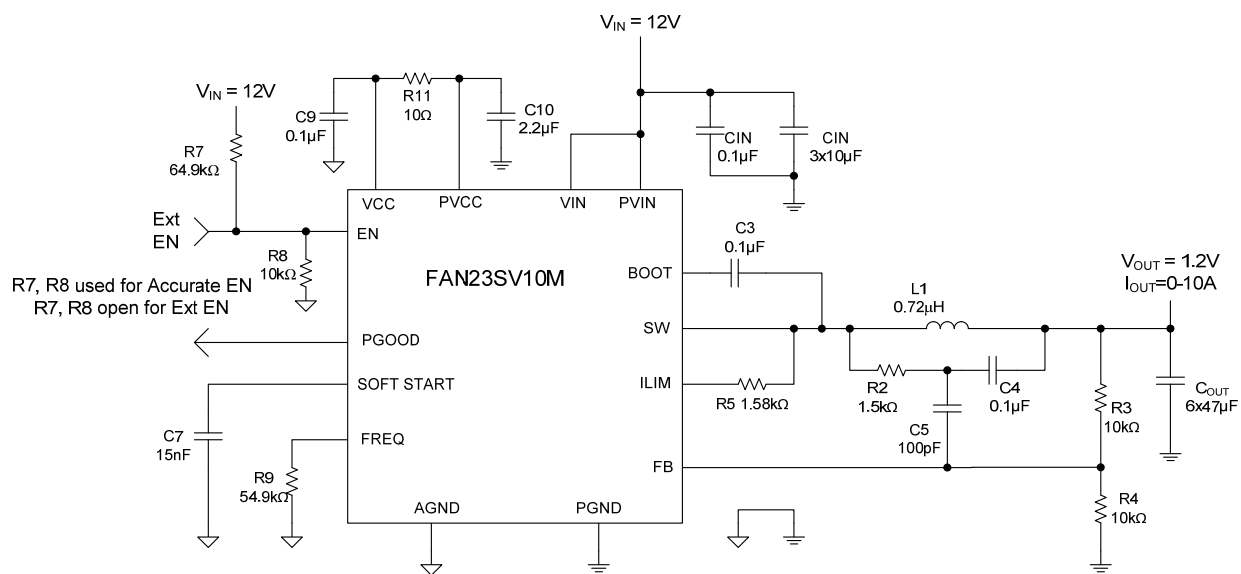 V_IN = 12V
V_IN = 12V
R11
10Ω
C9
0.1µF
C10
2.2µF
CIN
0.1µF
CIN
3x10µF
R7
64.9kΩ
VCC
PVCC
VIN
PVIN
Ext
EN
EN
R8
10kΩ
C3
0.1µF
FAN23SV10M
BOOT
R7, R8 used for Accurate EN
R7, R8 open for Ext EN
V_OUT = 1.2V
I_OUT=0-10A
L1
0.72µH
SW
PGOOD
SOFT START
ILIM
R5 1.58kΩ
R2
1.5kΩ
C4
0.1µF
C_OUT
6x47µF
R3
10kΩ
C5
100pF
C7
15nF
FREQ
R9
54.9kΩ
FB
R4
10kΩ
AGND
PGND